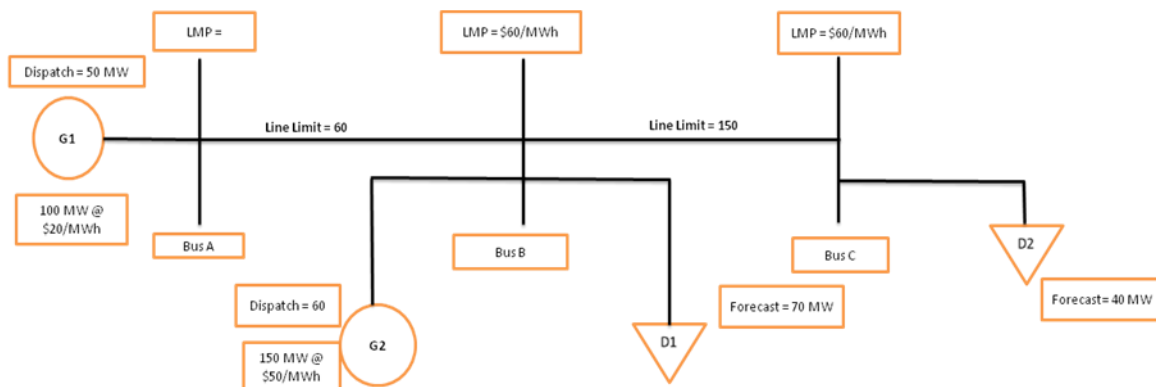 LMP =
LMP = $60/MWh
LMP = $60/MWh
Dispatch = 50 MW
G1
Line Limit = 60
Line Limit = 150
100 MW @
$20/MWh
Bus A
Bus B
Bus C
D2
Dispatch = 60
Forecast = 70 MW
Forecast= 40 MW
G2
D1
150 MW @
$50/MWh